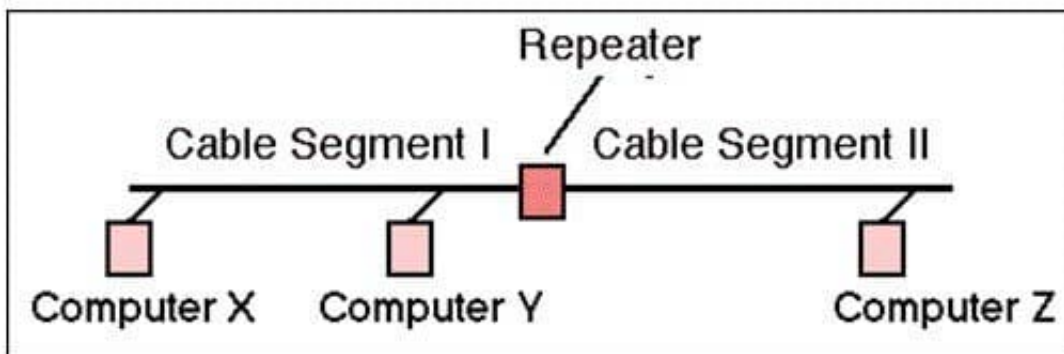 Repeater
Cable Segment I
Cable Segment II
Computer X
Computer Y
Computer Z